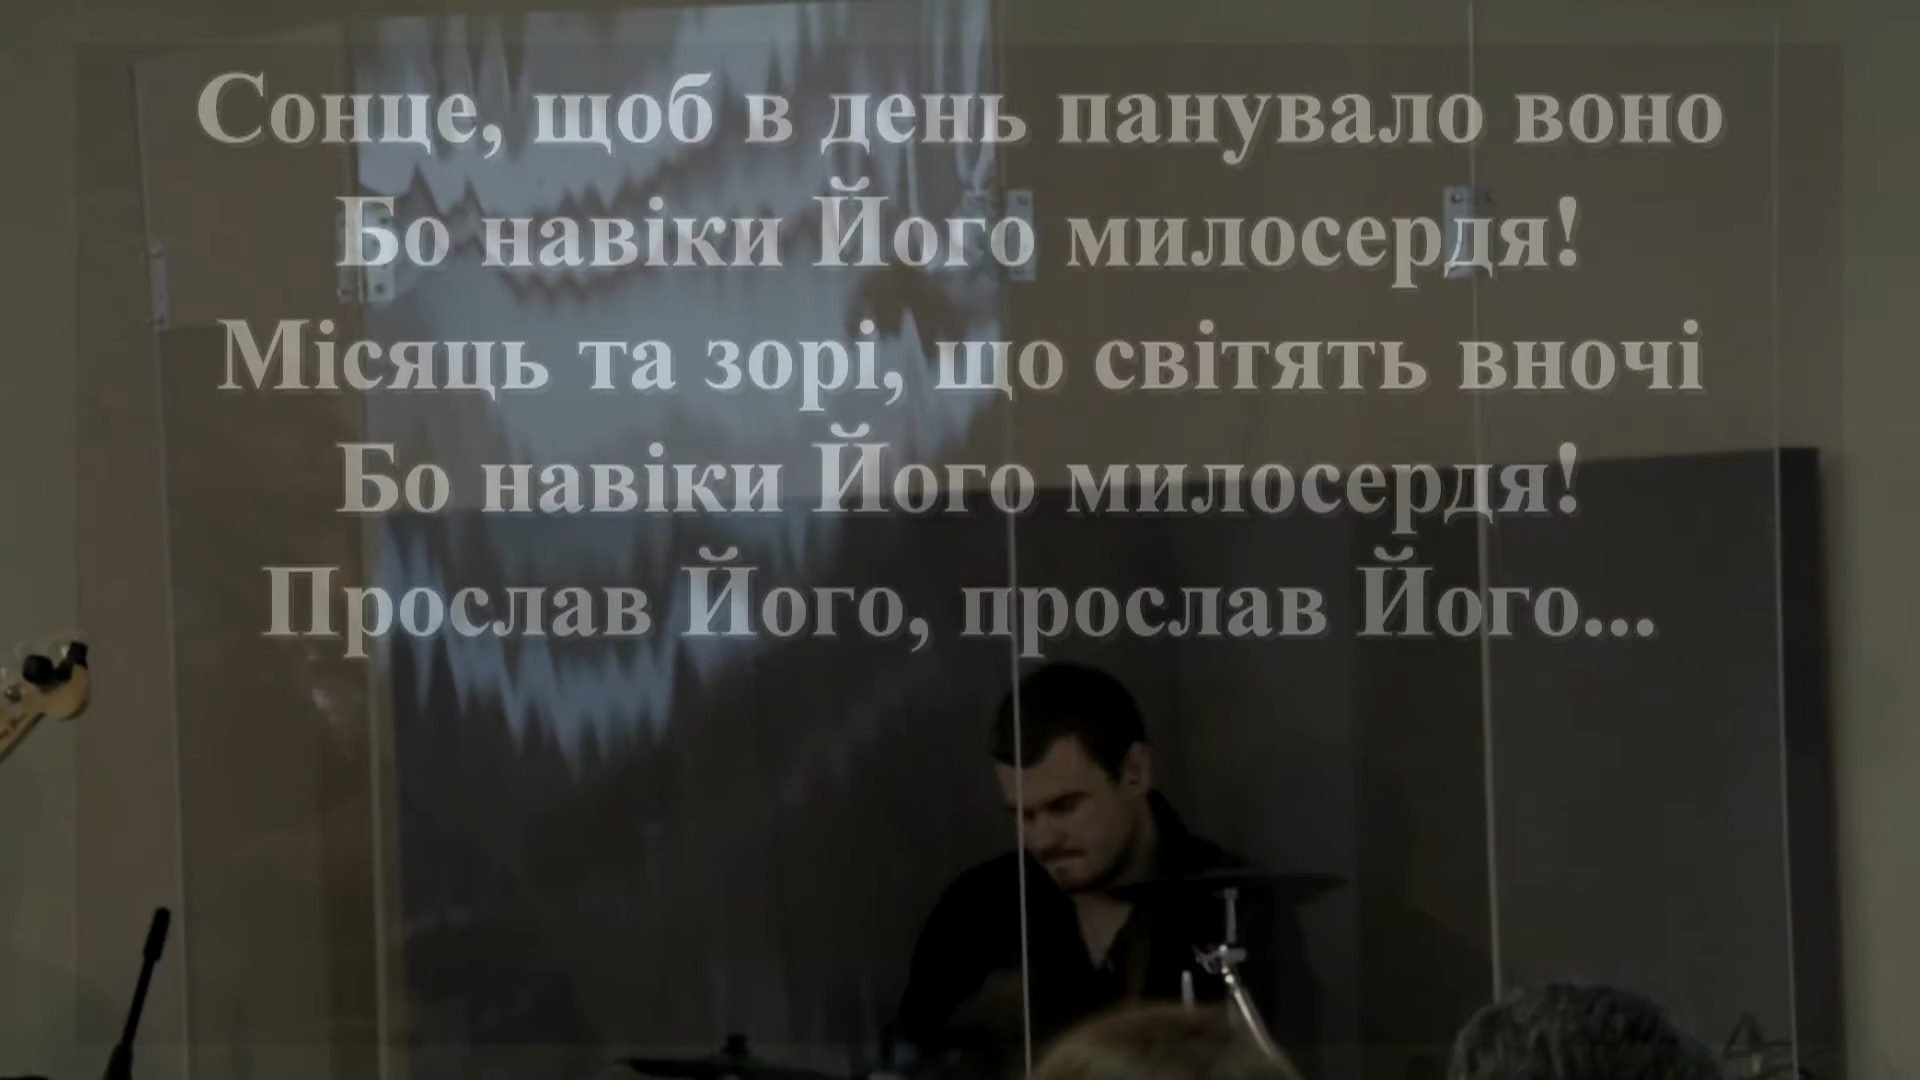 Сонце, щоб в день панувало воно
Бо навіки Його милосердя!
Місяць та зорі, що світять вночі
Бо навіки Його милосердя!
Прослав Його, прослав Його...